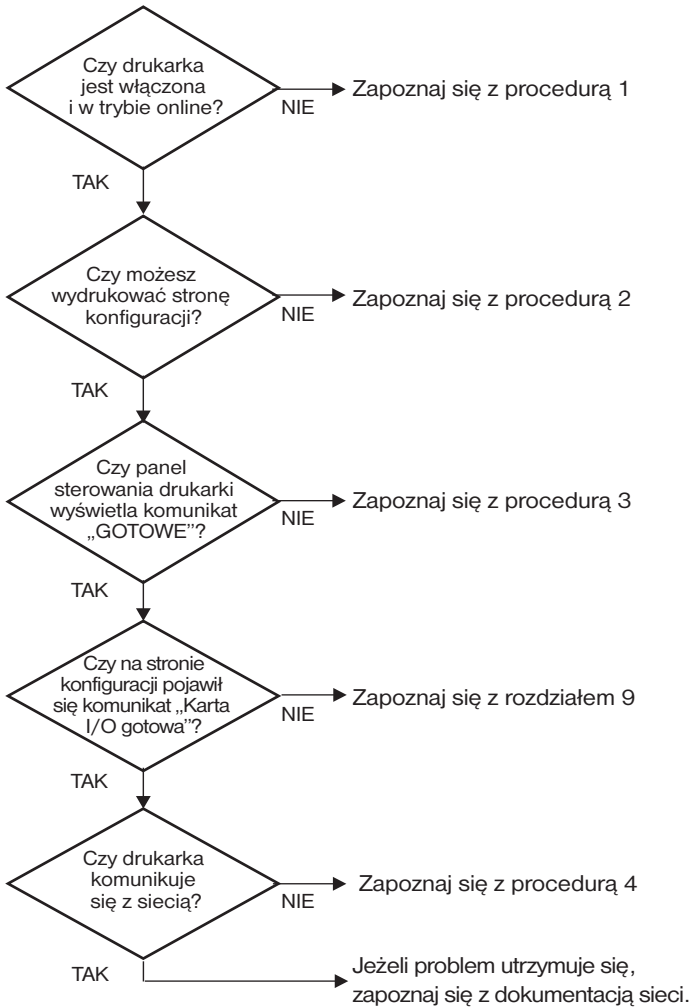 Czy drukarka
jest włączona
i w trybie online?
NIE
Zapoznaj się z procedurą 1
TAK
Czy możesz
wydrukować stronę
konfiguracji?
NIE
Zapoznaj się z procedurą 2
TAK
Czy panel
sterowania drukarki
wyświetla komunikat
„GOTOWE”?
NIE
Zapoznaj się z procedurą 3
TAK
Czy na stronie
konfiguracji pojawił
się komunikat „Karta
I/O gotowa”?
NIE
Zapoznaj się z rozdziałem 9
TAK
Czy drukarka
komunikuje
się z siecią?
NIE
Zapoznaj się z procedurą 4
TAK
Jeżeli problem utrzymuje się,
zapoznaj się z dokumentacją sieci.